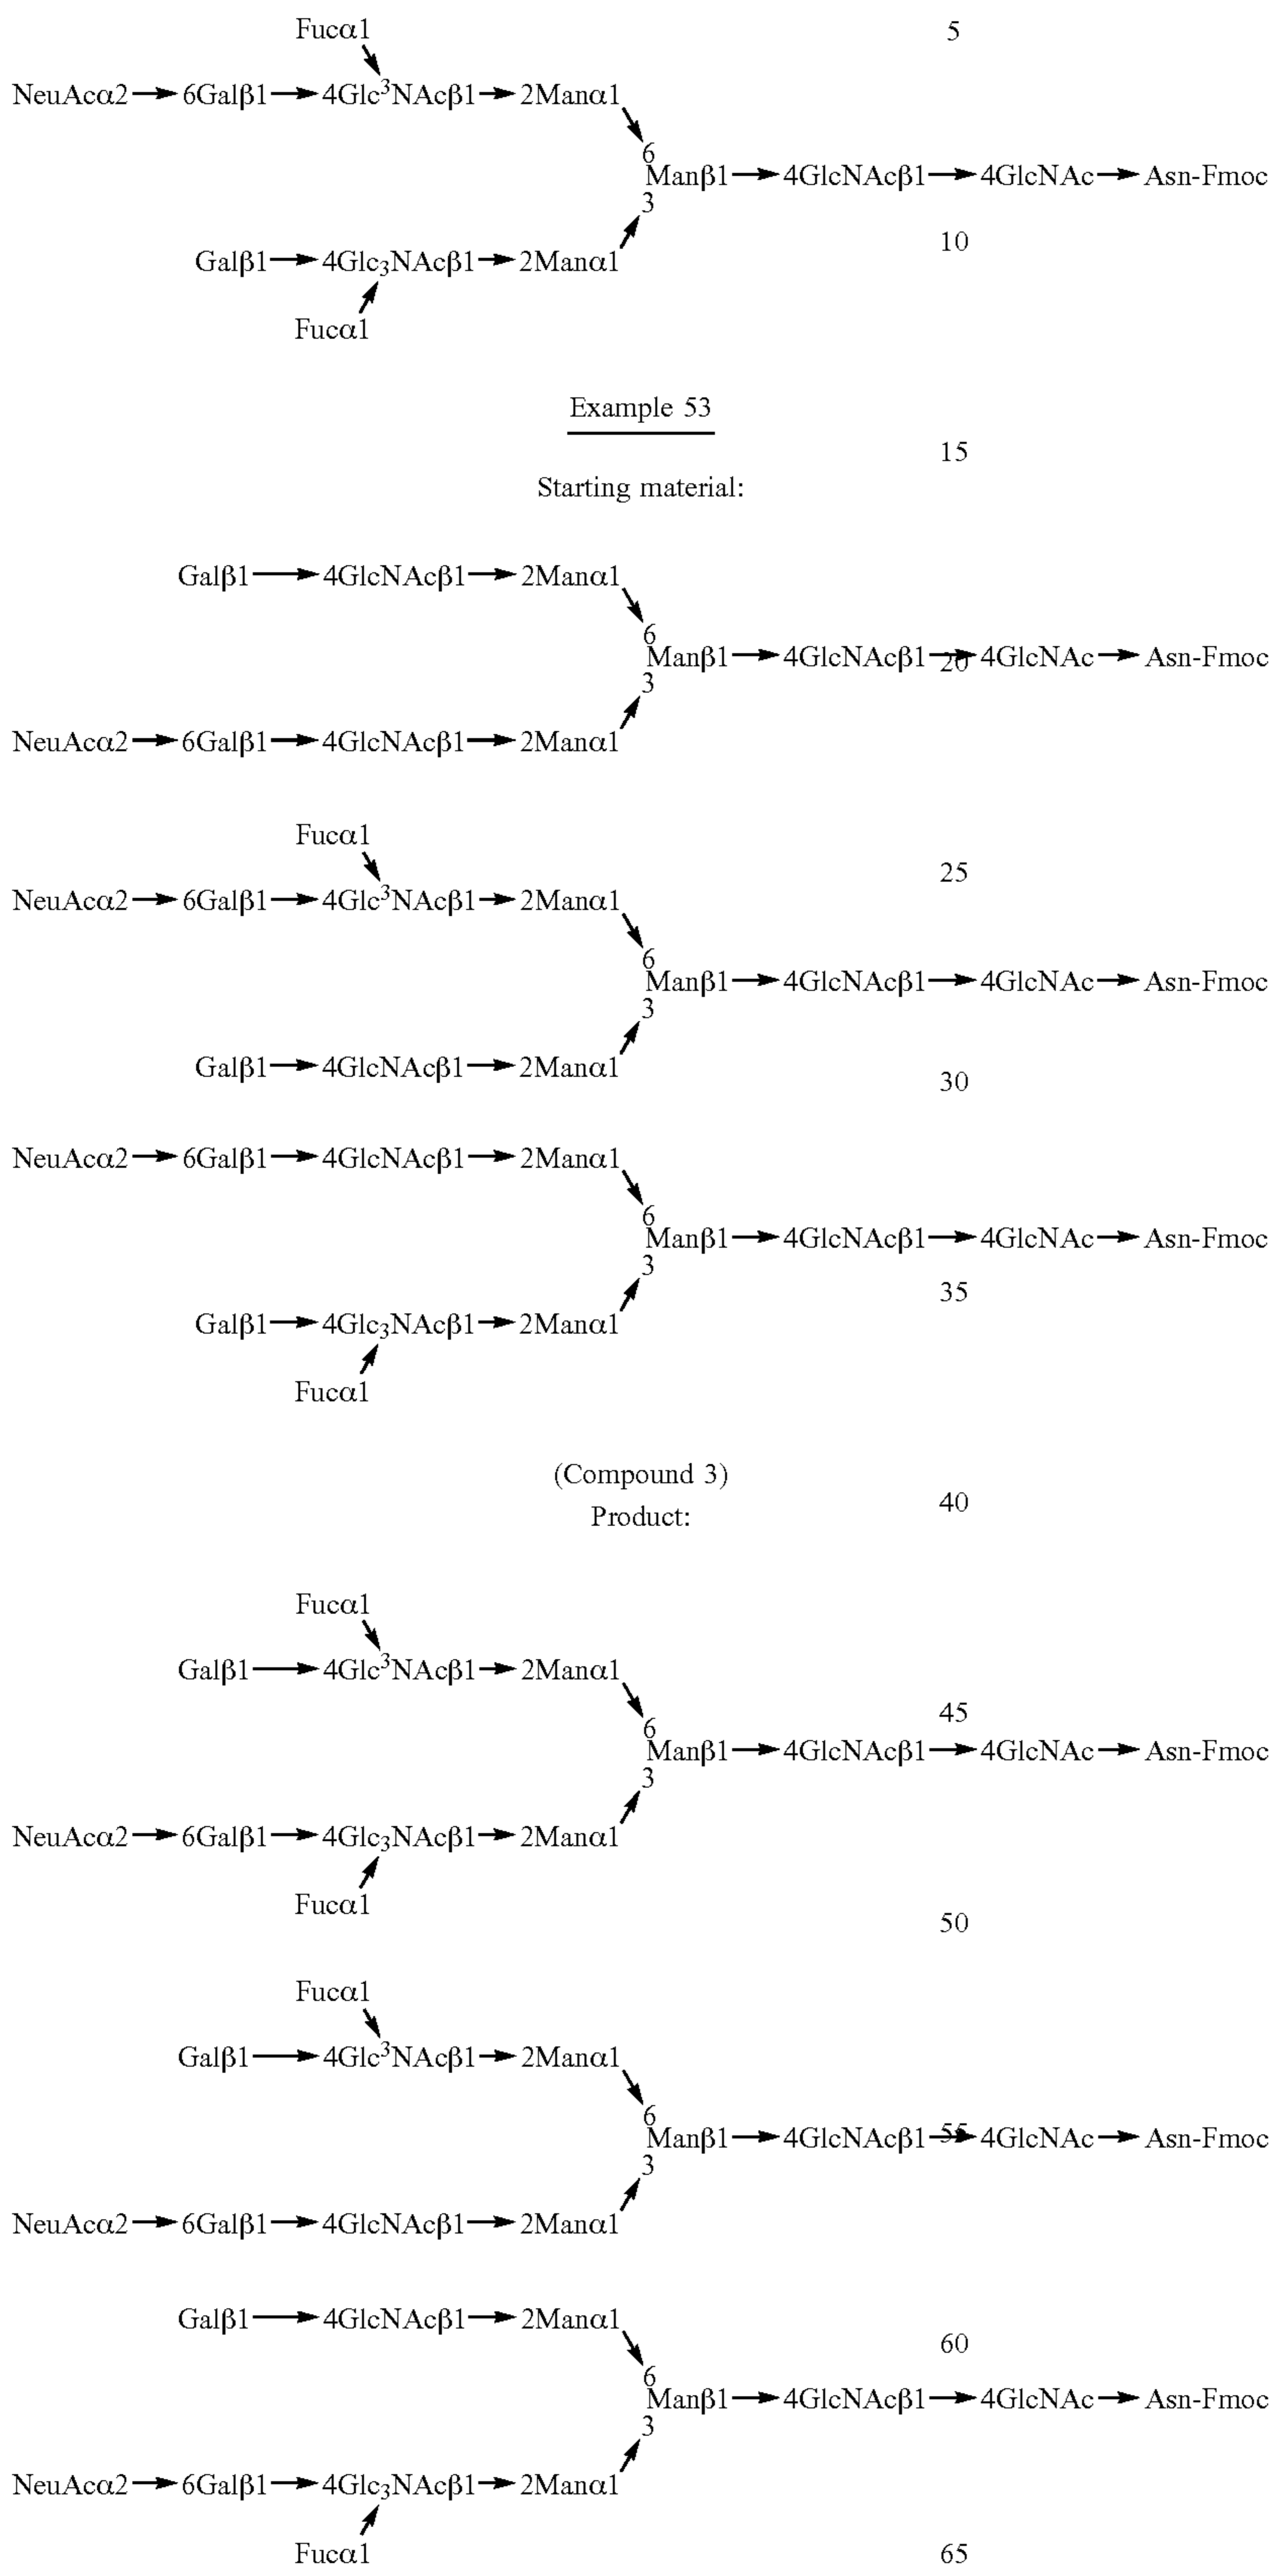 Fucα1 5
NeuAcα2 → 6Galβ1 → 4Glc³NAcβ1 → 2Manα1
6
Manβ1 → 4GlcNAcβ1 → 4GlcNAc → Asn-Fmoc
3
10
Galβ1 → 4Glc₃NAcβ1 → 2Manα1
Fucα1
Example 53
15
Starting material:
Galβ1 → 4GlcNAcβ1 → 2Manα1
6
Manβ1 → 4GlcNAcβ1 → 4GlcNAc → Asn-Fmoc
20
3
NeuAcα2 → 6Galβ1 → 4GlcNAcβ1 → 2Manα1
Fucα1
25
NeuAcα2 → 6Galβ1 → 4Glc³NAcβ1 → 2Manα1
6
Manβ1 → 4GlcNAcβ1 → 4GlcNAc → Asn-Fmoc
3
Galβ1 → 4GlcNAcβ1 → 2Manα1
30
NeuAcα2 → 6Galβ1 → 4GlcNAcβ1 → 2Manα1
6
Manβ1 → 4GlcNAcβ1 → 4GlcNAc → Asn-Fmoc
3
35
Galβ1 → 4Glc₃NAcβ1 → 2Manα1
Fucα1
(Compound 3)
40
Product:
Fucα1
Galβ1 → 4Glc³NAcβ1 → 2Manα1
45
6
Manβ1 → 4GlcNAcβ1 → 4GlcNAc → Asn-Fmoc
3
NeuAcα2 → 6Galβ1 → 4Glc₃NAcβ1 → 2Manα1
Fucα1
50
Fucα1
Galβ1 → 4Glc³NAcβ1 → 2Manα1
6
55
Manβ1 → 4GlcNAcβ1 → 4GlcNAc → Asn-Fmoc
3
NeuAcα2 → 6Galβ1 → 4GlcNAcβ1 → 2Manα1
Galβ1 → 4GlcNAcβ1 → 2Manα1
60
6
Manβ1 → 4GlcNAcβ1 → 4GlcNAc → Asn-Fmoc
3
NeuAcα2 → 6Galβ1 → 4Glc₃NAcβ1 → 2Manα1
Fucα1 65